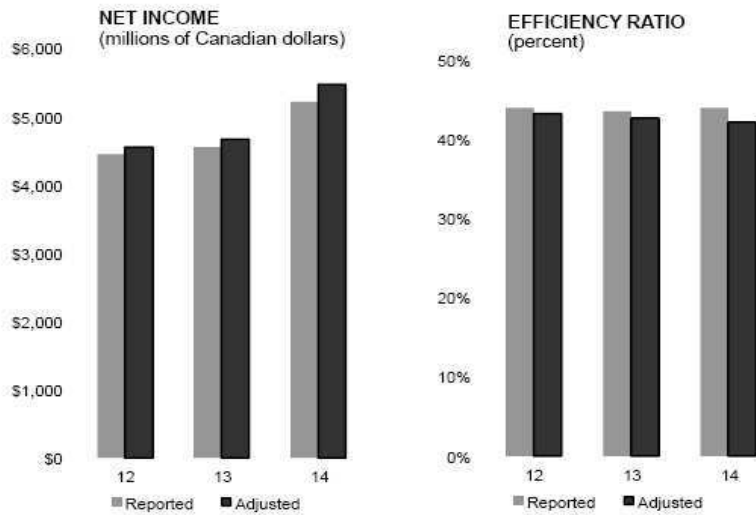 NET INCOME
(millions of Canadian dollars)
$6,000
$5,000
$4,000
$3,000
$2,000
$1,000
$0
12 13 14
Reported Adjusted
EFFICIENCY RATIO
(percent)
50%
40%
30%
20%
10%
0%
12 13 14
Reported Adjusted